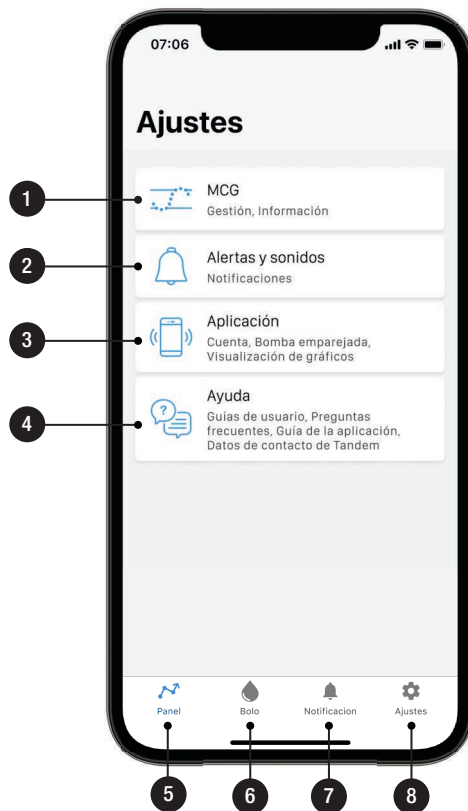 07:06
Ajustes
1
MCG
Gestión, Información
2
Alertas y sonidos
Notificaciones
3
Aplicación
Cuenta, Bomba emparejada,
Visualización de gráficos
4
Ayuda
?
Guías de usuario, Preguntas
frecuentes, Guía de la aplicación,
Datos de contacto de Tandem
Panel
Bolo
Notificacion
Ajustes
5
6
7
8